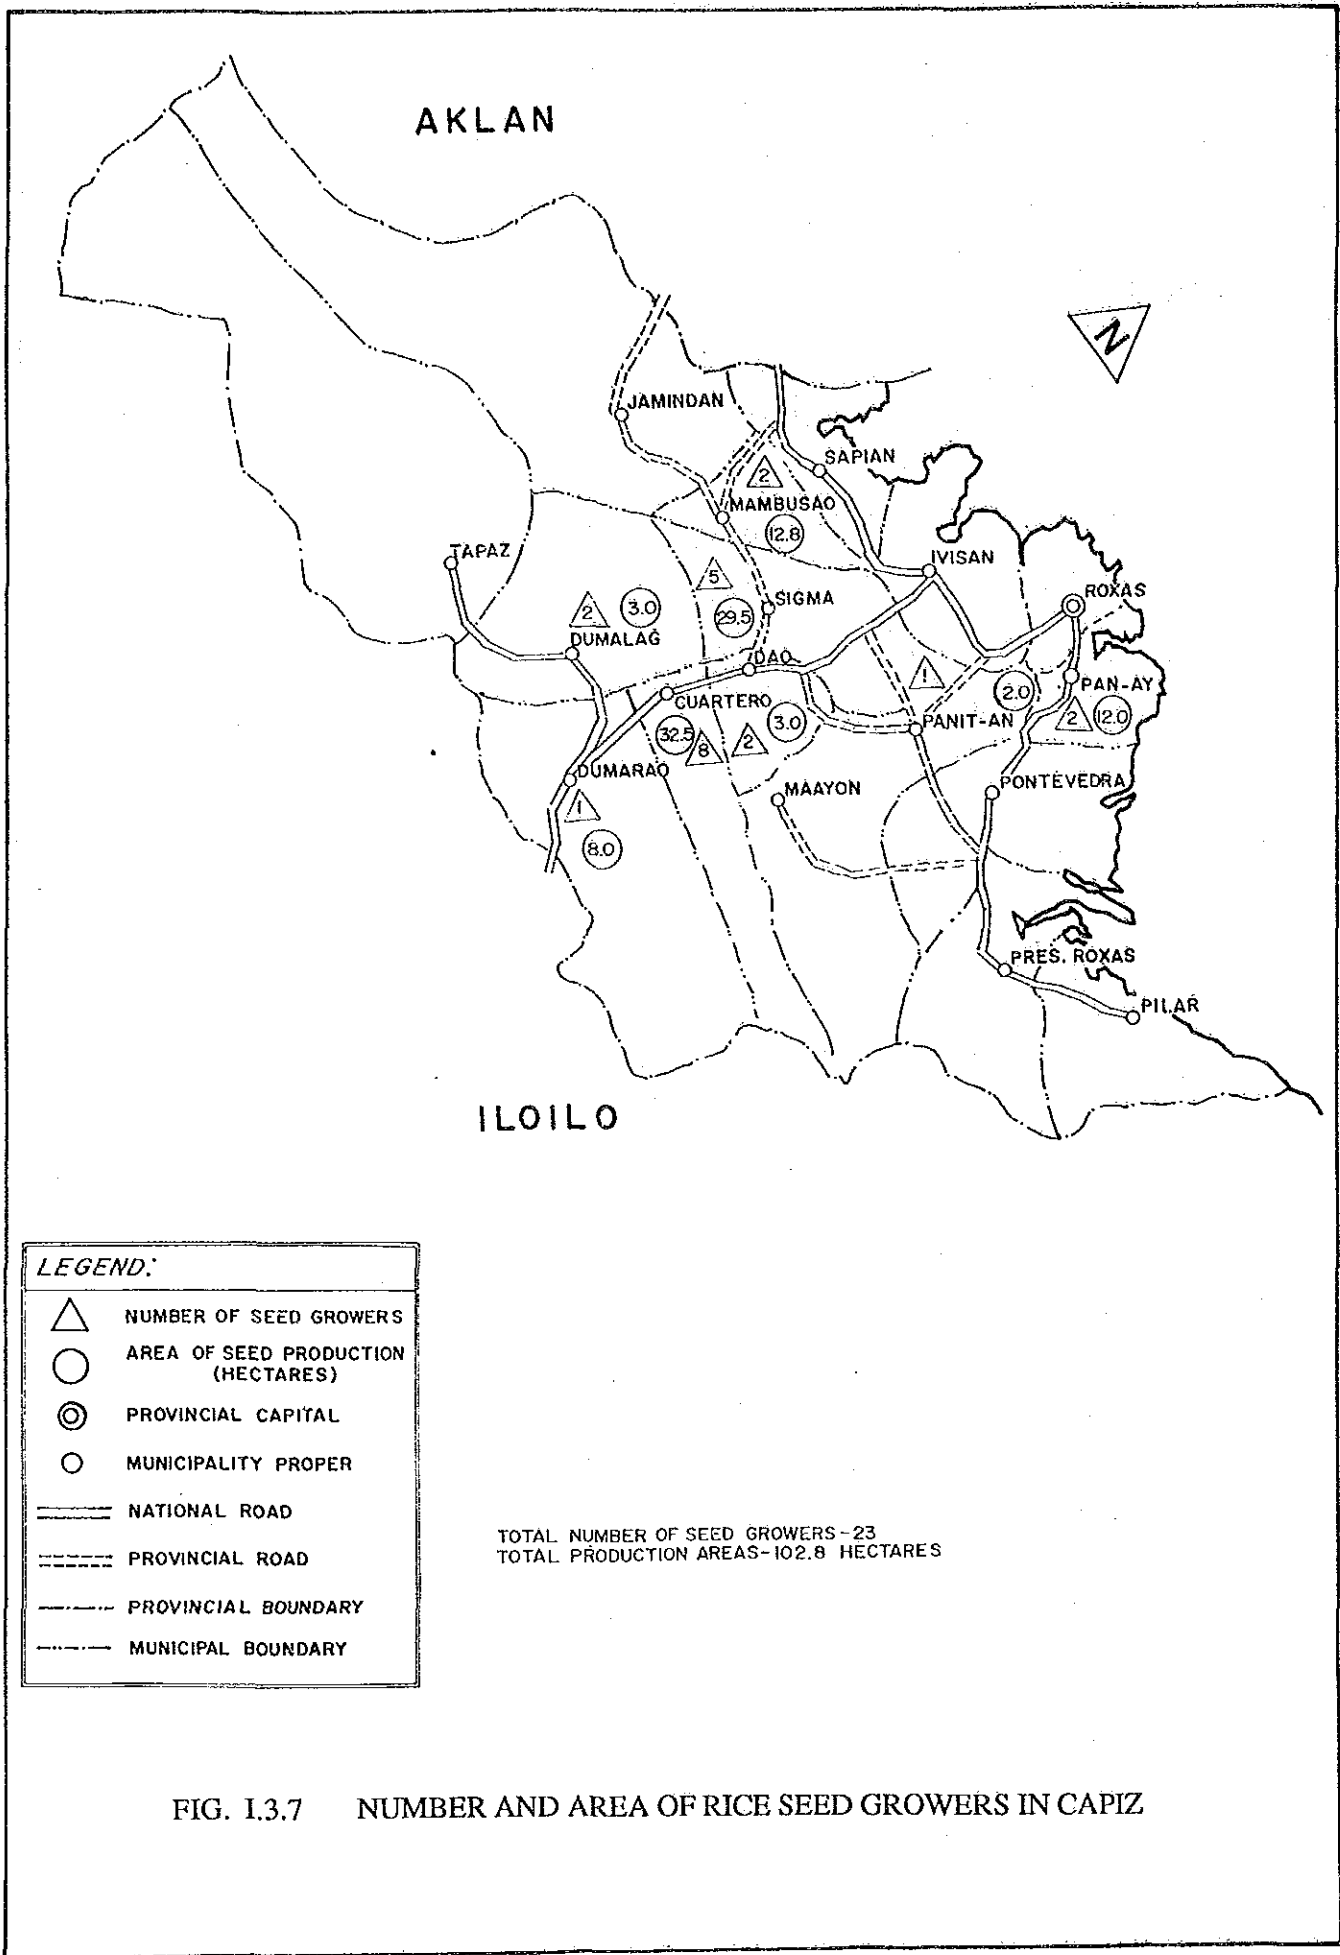 AKLAN
N
JAMINDAN
SAPIAN
2
MAMBUSAO
12.8
TAPAZ
IVISAN
5
ROXAS
2
3.0
SIGMA
29.5
DUMALAG
DAO
1
2.0
PAN-AY
CUARTERO
2
12.0
32.5
8
2
3.0
PANIT-AN
DUMARAO
MAAYON
PONTEVEDRA
1
8.0
PRES. ROXAS
PILAR
ILOILO
LEGEND:
NUMBER OF SEED GROWERS
AREA OF SEED PRODUCTION
(HECTARES)
PROVINCIAL CAPITAL
MUNICIPALITY PROPER
NATIONAL ROAD
PROVINCIAL ROAD
PROVINCIAL BOUNDARY
MUNICIPAL BOUNDARY
TOTAL NUMBER OF SEED GROWERS-23
TOTAL PRODUCTION AREAS-102.8 HECTARES
FIG. I.3.7 NUMBER AND AREA OF RICE SEED GROWERS IN CAPIZ